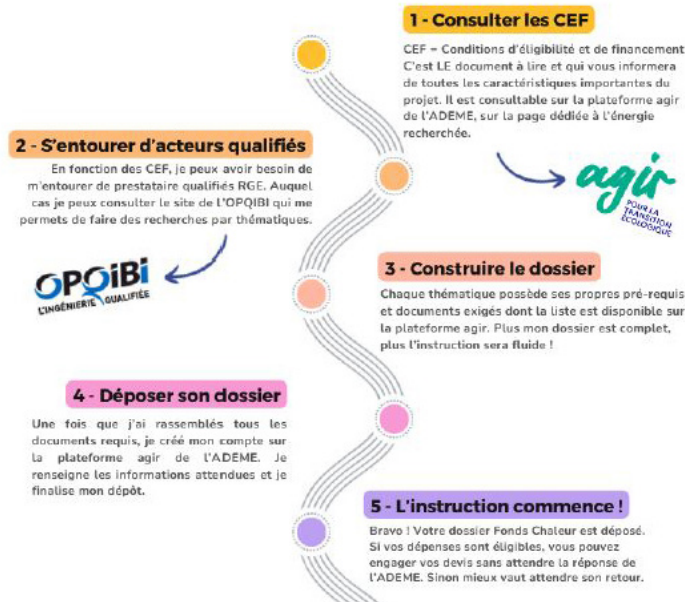 1 - Consulter les CEF
CEF = Conditions d'éligibilité et de financement
C'est LE document à lire et qui vous informera
de toutes les caractéristiques importantes du
projet. Il est consultable sur la plateforme agir
de l'ADEME, sur la page dédiée à l'énergie
recherchée.
agir
POUR LA
TRANSITION
ÉCOLOGIQUE
2 - S'entourer d'acteurs qualifiés
En fonction des CEF, je peux avoir besoin de
m'entourer de prestataire qualifiés RGE. Auquel
cas je peux consulter le site de l'OPQIBI qui me
permets de faire des recherches par thématiques.
OPQiBi
L'INGÉNIERIE QUALIFIÉE
3 - Construire le dossier
Chaque thématique possède ses propres pré-requis
et documents exigés dont la liste est disponible sur
la plateforme agir. Plus mon dossier est complet,
plus l'instruction sera fluide !
4 - Déposer son dossier
Une fois que j'ai rassemblés tous les
documents requis, je créé mon compte sur
la plateforme agir de l'ADEME. Je
renseigne les informations attendues et je
finalise mon dépôt.
5 - L'instruction commence !
Bravo ! Votre dossier Fonds Chaleur est déposé.
Si vos dépenses sont éligibles, vous pouvez
engager vos devis sans attendre la réponse de
l'ADEME. Sinon mieux vaut attendre son retour.